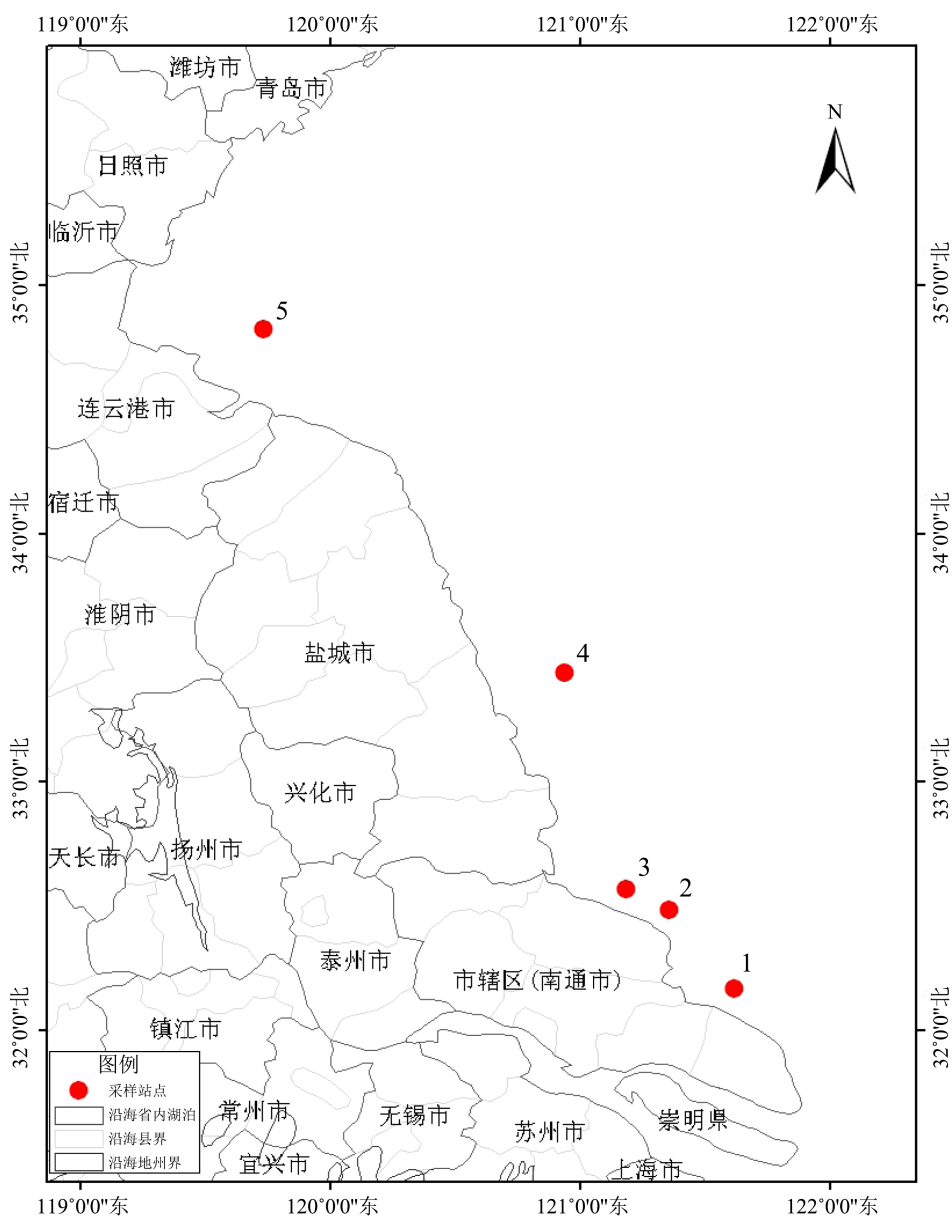 119°0'0"东
120°0'0"东
121°0'0"东
122°0'0"东
潍坊市
青岛市
N
日照市
临沂市
35°0'0"北
35°0'0"北
5
连云港市
宿迁市
34°0'0"北
34°0'0"北
淮阴市
盐城市
4
33°0'0"北
33°0'0"北
兴化市
天长市
扬州市
3
2
泰州市
市辖区(南通市)
1
镇江市
32°0'0"北
32°0'0"北
图例
采样站点
沿海省内湖泊
沿海县界
沿海地州界
常州市
无锡市
苏州市
崇明县
宜兴市
上海市
119°0'0"东
120°0'0"东
121°0'0"东
122°0'0"东